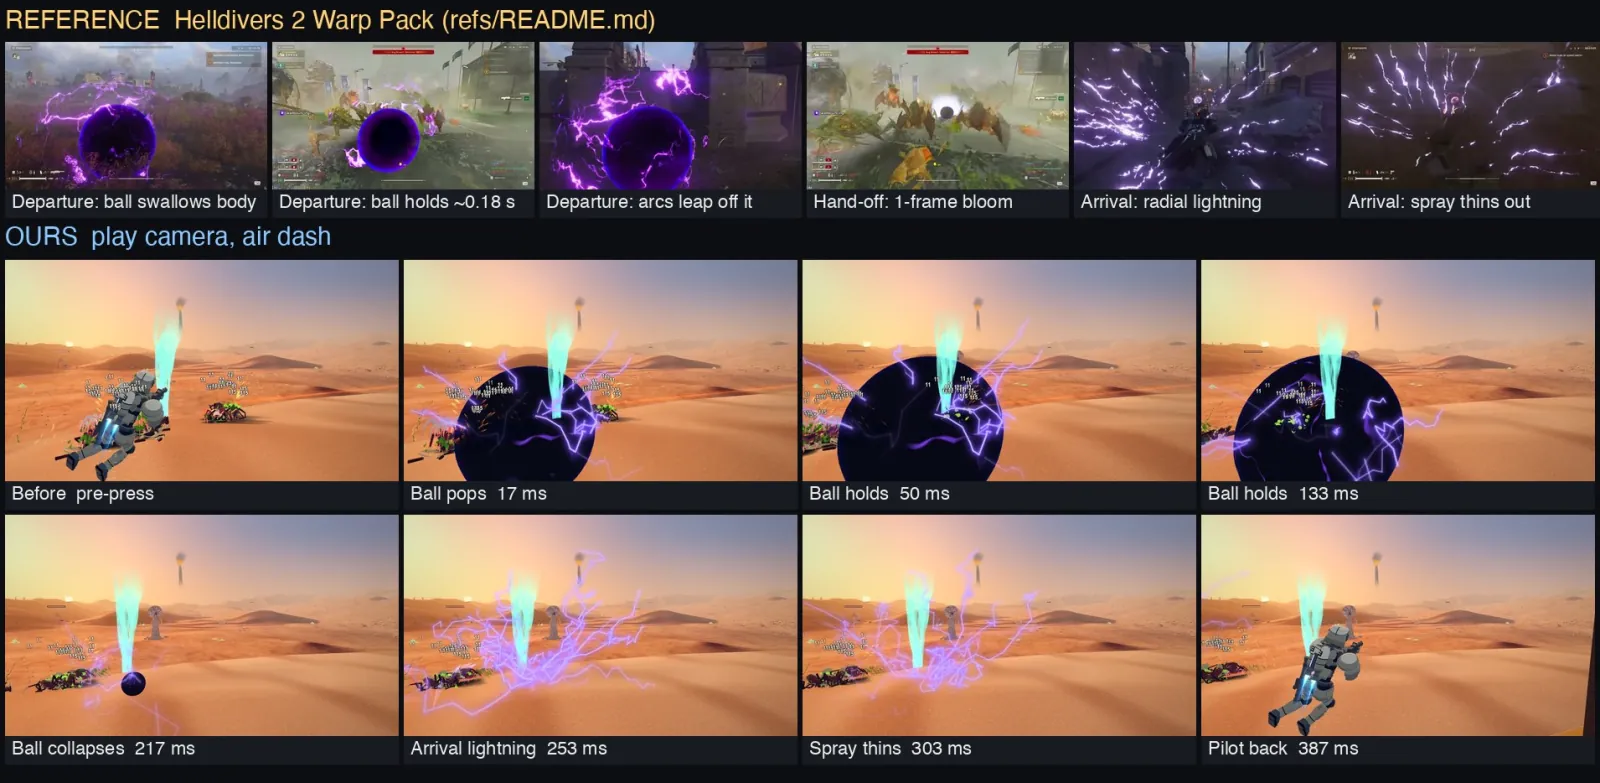 REFERENCE  Helldivers 2 Warp Pack (refs/README.md)
Departure: ball swallows body
Departure: ball holds ~0.18 s
Departure: arcs leap off it
Hand-off: 1-frame bloom
Arrival: radial lightning
Arrival: spray thins out
OURS  play camera, air dash
Before  pre-press
Ball pops  17 ms
Ball holds  50 ms
Ball holds  133 ms
Ball collapses  217 ms
Arrival lightning  253 ms
Spray thins  303 ms
Pilot back  387 ms